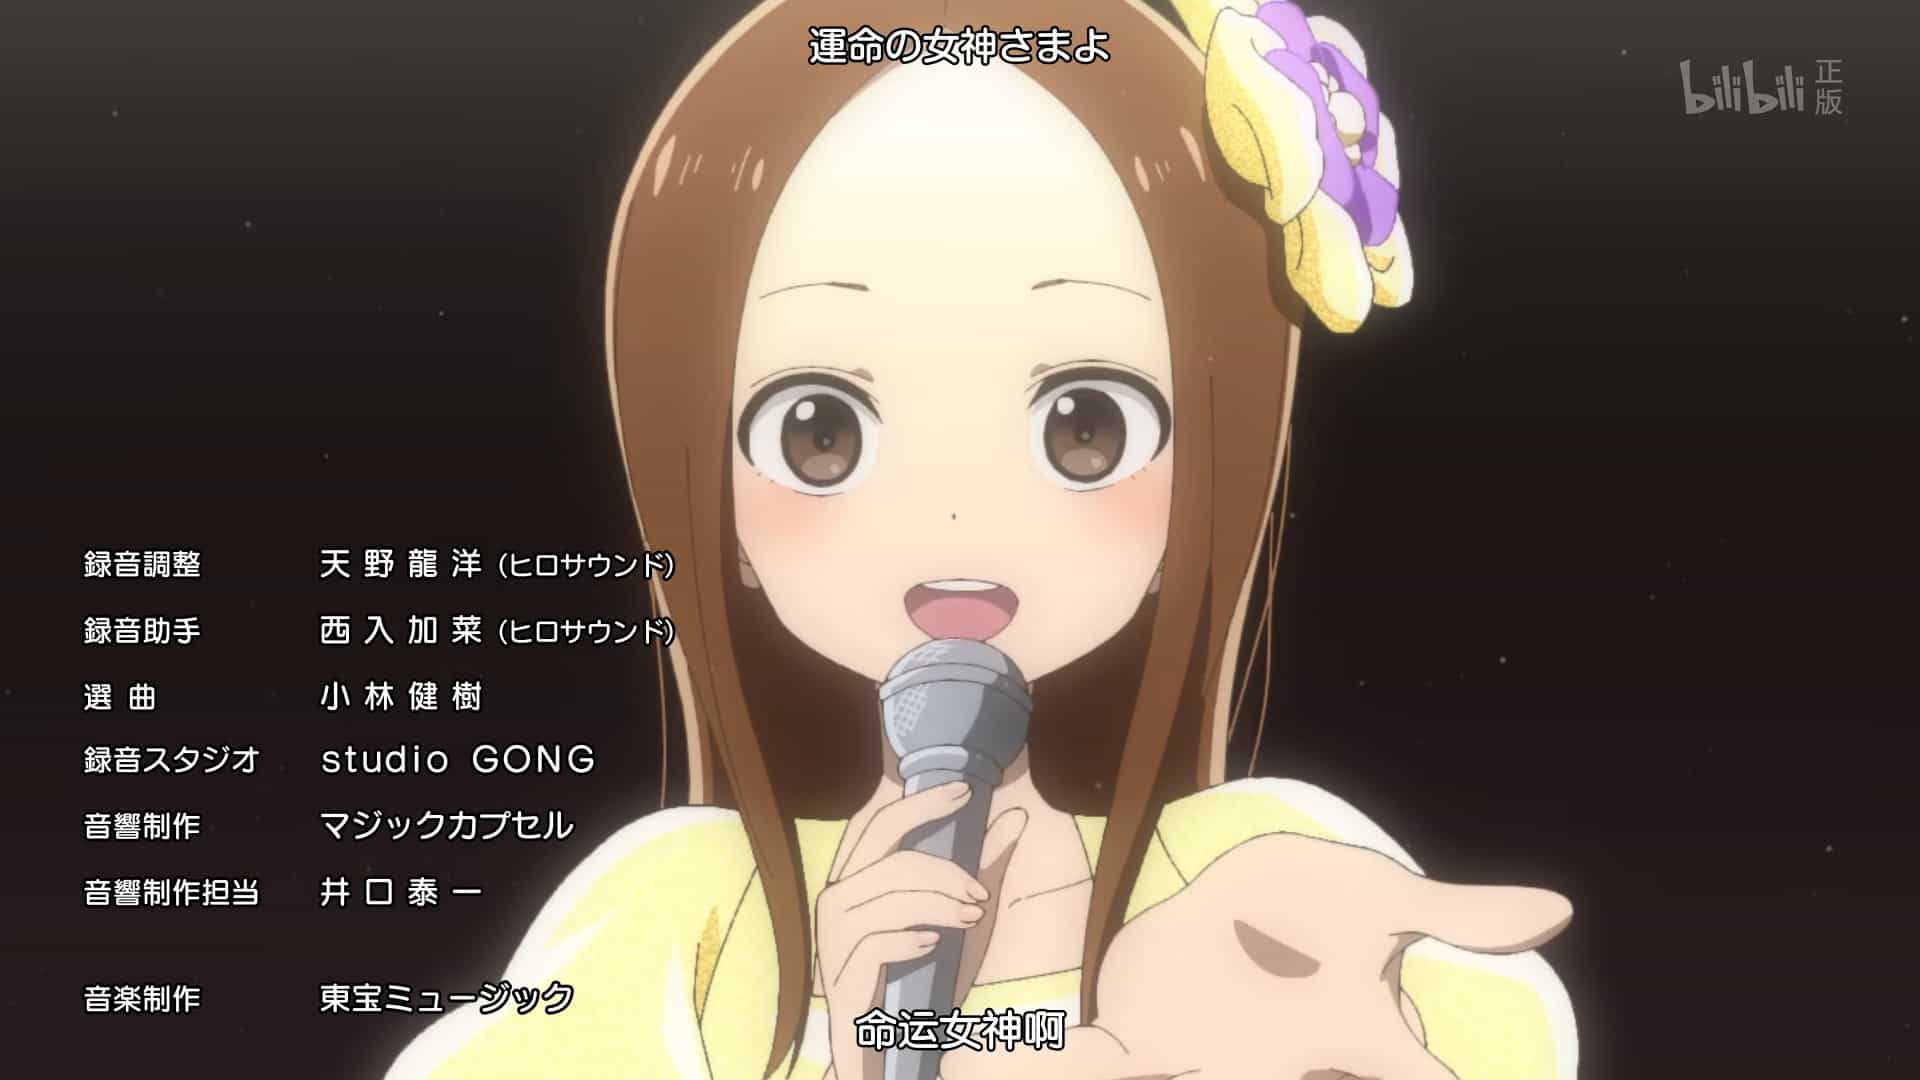 運命の女神さまよ
bilibili 正版
録音調整 天野龍洋 (ヒロサウンド)
録音助手 西入加菜 (ヒロサウンド)
選曲 小林健樹
録音スタジオ studio GONG
音響制作 マジックカプセル
音響制作担当 井口泰一
音楽制作 東宝ミュージック
命运女神啊